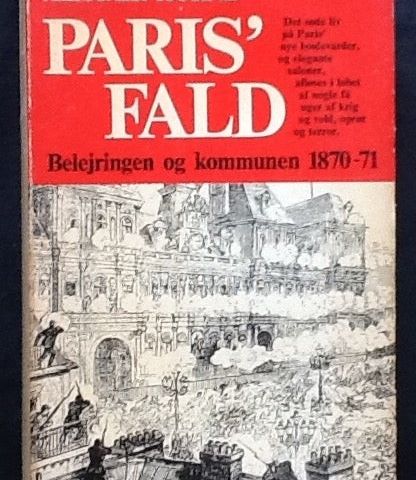 PARIS'
FALD
Det søde liv
på Paris'
nye boulevarder,
og elegante
saloner,
afløses i løbet
af nogle få
uger af krig
og vold, oprør
og terror.
Belejringen og kommunen 1870-71